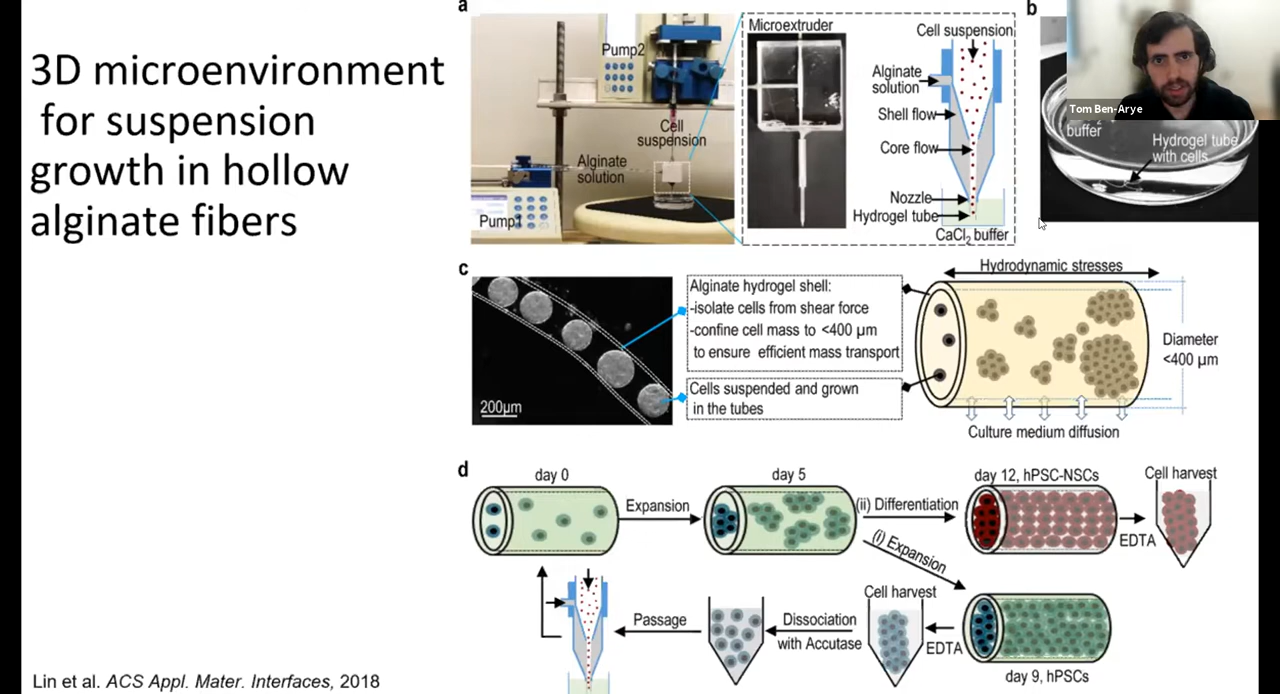 3D microenvironment
for suspension
growth in hollow
alginate fibers
a
Pump2
Cell
suspension
Alginate
solution
Pump1
Microextruder
Cell suspension
Alginate
solution
Shell flow
Core flow
Nozzle
Hydrogel tube
CaCl₂ buffer
b
Tom Ben-Arye
buffer
Hydrogel tube
with cells
c
200µm
Alginate hydrogel shell:
-isolate cells from shear force
-confine cell mass to <400 µm
to ensure efficient mass transport
Cells suspended and grown
in the tubes
Hydrodynamic stresses
Diameter
<400 µm
Culture medium diffusion
d
day 0
Expansion
day 5
(ii) Differentiation
(i) Expansion
day 12, hPSC-NSCs
EDTA
Cell harvest
Passage
Dissociation
with Accutase
Cell harvest
EDTA
day 9, hPSCs
Lin et al. ACS Appl. Mater. Interfaces, 2018